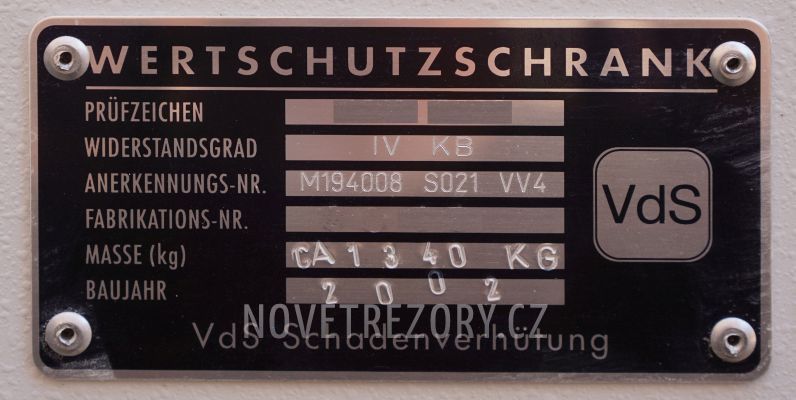 WERTSCHUTZSCHRANK
PRÜFZEICHEN
WIDERSTANDSGRAD IV KB
ANERKENNUNGS-NR. M194008 S021 VV4
FABRIKATIONS-NR.
MASSE (kg) CA 1340 KG
BAUJAHR 2002
VdS
NOVETREZORY.CZ
VdS Schadenverhütung